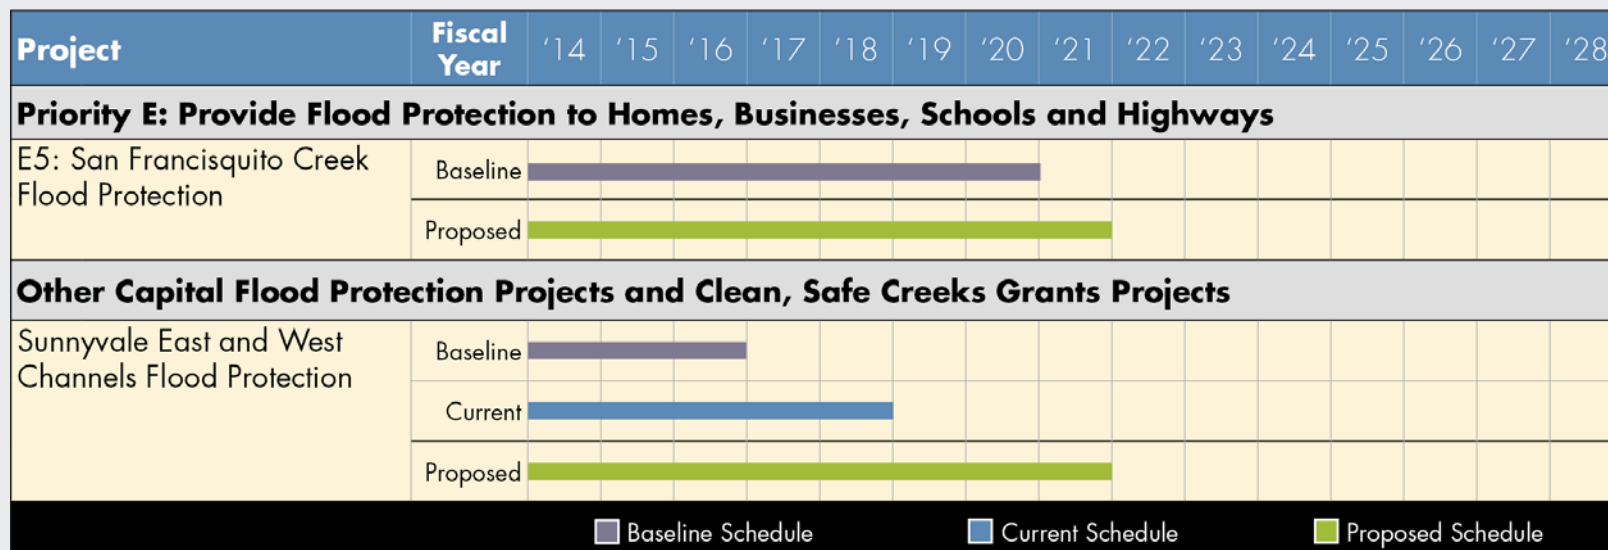 Project Fiscal Year ‘14 ‘15 ‘16 ‘17 ‘18 ‘19 ‘20 ‘21 ‘22 ‘23 ‘24 ‘25 ‘26 ‘27 ‘28
Priority E: Provide Flood Protection to Homes, Businesses, Schools and Highways
E5: San Francisquito Creek
Flood Protection
Baseline
Proposed
Other Capital Flood Protection Projects and Clean, Safe Creeks Grants Projects
Sunnyvale East and West
Channels Flood Protection
Baseline
Current
Proposed
Baseline Schedule Current Schedule Proposed Schedule